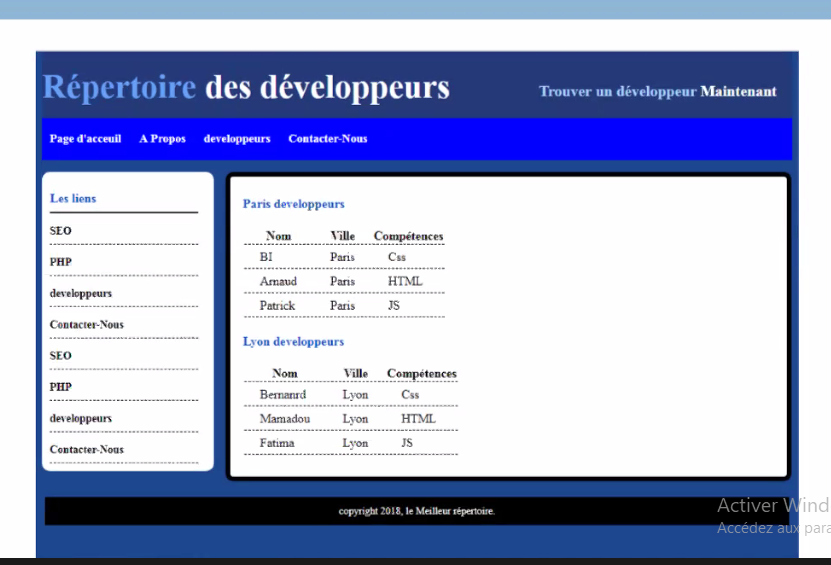 Répertoire des développeurs
Trouver un développeur Maintenant
Page d'acceuil A Propos developpeurs Contacter-Nous
Les liens
SEO
PHP
developpeurs
Contacter-Nous
SEO
PHP
developpeurs
Contacter-Nous
Paris developpeurs
Nom Ville Compétences
BI Paris Css
Arnaud Paris HTML
Patrick Paris JS
Lyon developpeurs
Nom Ville Compétences
Bernanrd Lyon Css
Mamadou Lyon HTML
Fatima Lyon JS
copyright 2018, le Meilleur répertoire.
Activer Wind
Accédez aux para